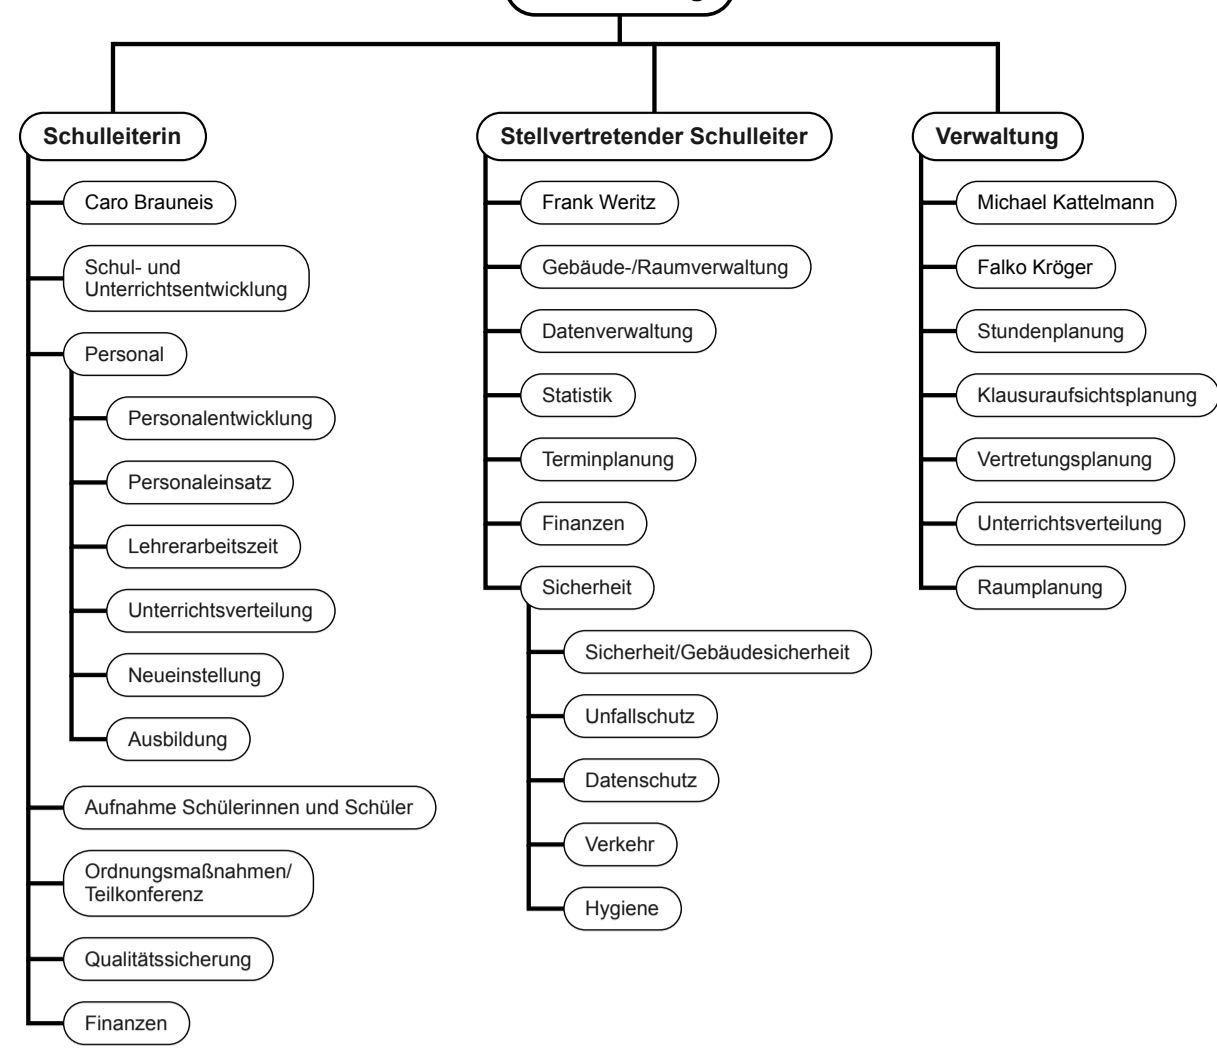 Schulleiterin
Caro Brauneis
Schul- und
Unterrichtsentwicklung
Personal
Personalentwicklung
Personaleinsatz
Lehrerarbeitszeit
Unterrichtsverteilung
Neueinstellung
Ausbildung
Aufnahme Schülerinnen und Schüler
Ordnungsmaßnahmen/
Teilkonferenz
Qualitätssicherung
Finanzen
Stellvertretender Schulleiter
Frank Weritz
Gebäude-/Raumverwaltung
Datenverwaltung
Statistik
Terminplanung
Finanzen
Sicherheit
Sicherheit/Gebäudesicherheit
Unfallschutz
Datenschutz
Verkehr
Hygiene
Verwaltung
Michael Kattelmann
Falko Kröger
Stundenplanung
Klausuraufsichtsplanung
Vertretungsplanung
Unterrichtsverteilung
Raumplanung